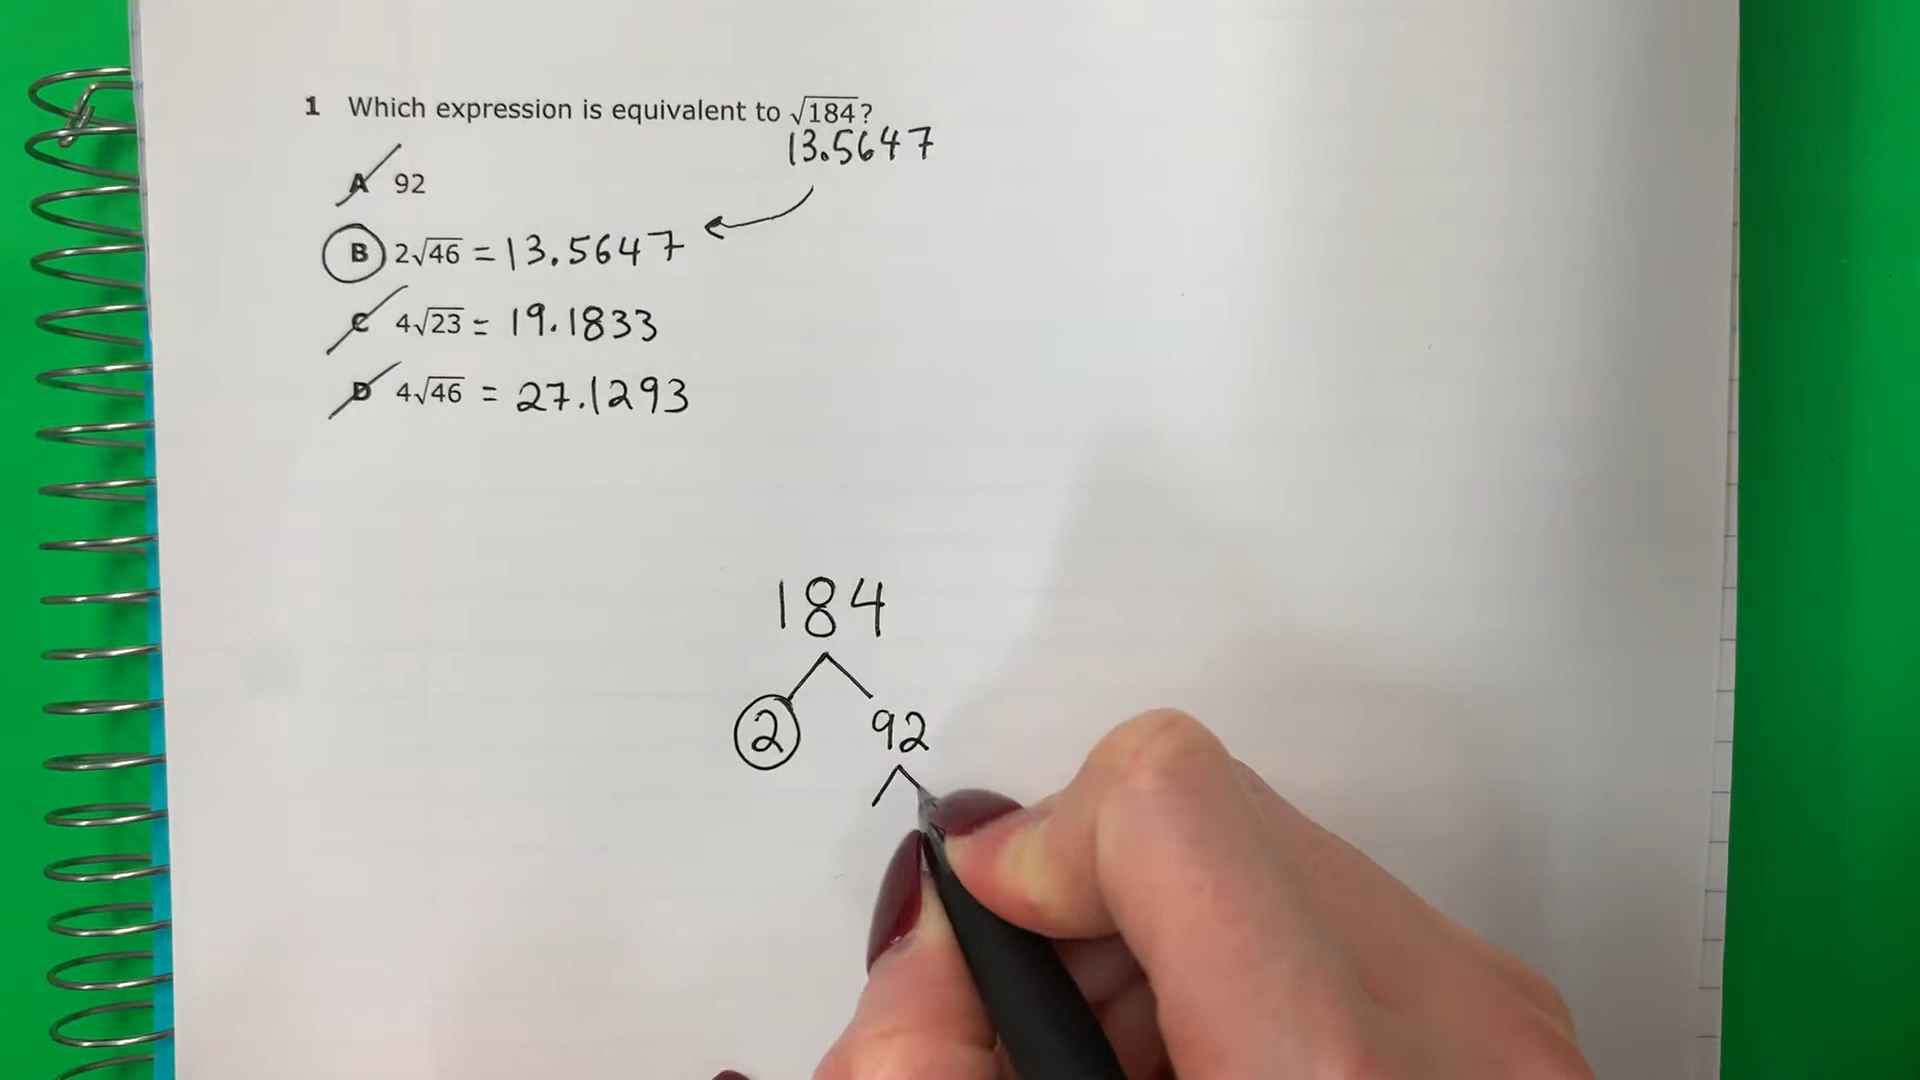 1 Which expression is equivalent to √184?
13.5647
A 92
B 2√46 = 13.5647
C 4√23 = 19.1833
D 4√46 = 27.1293
184
2 92